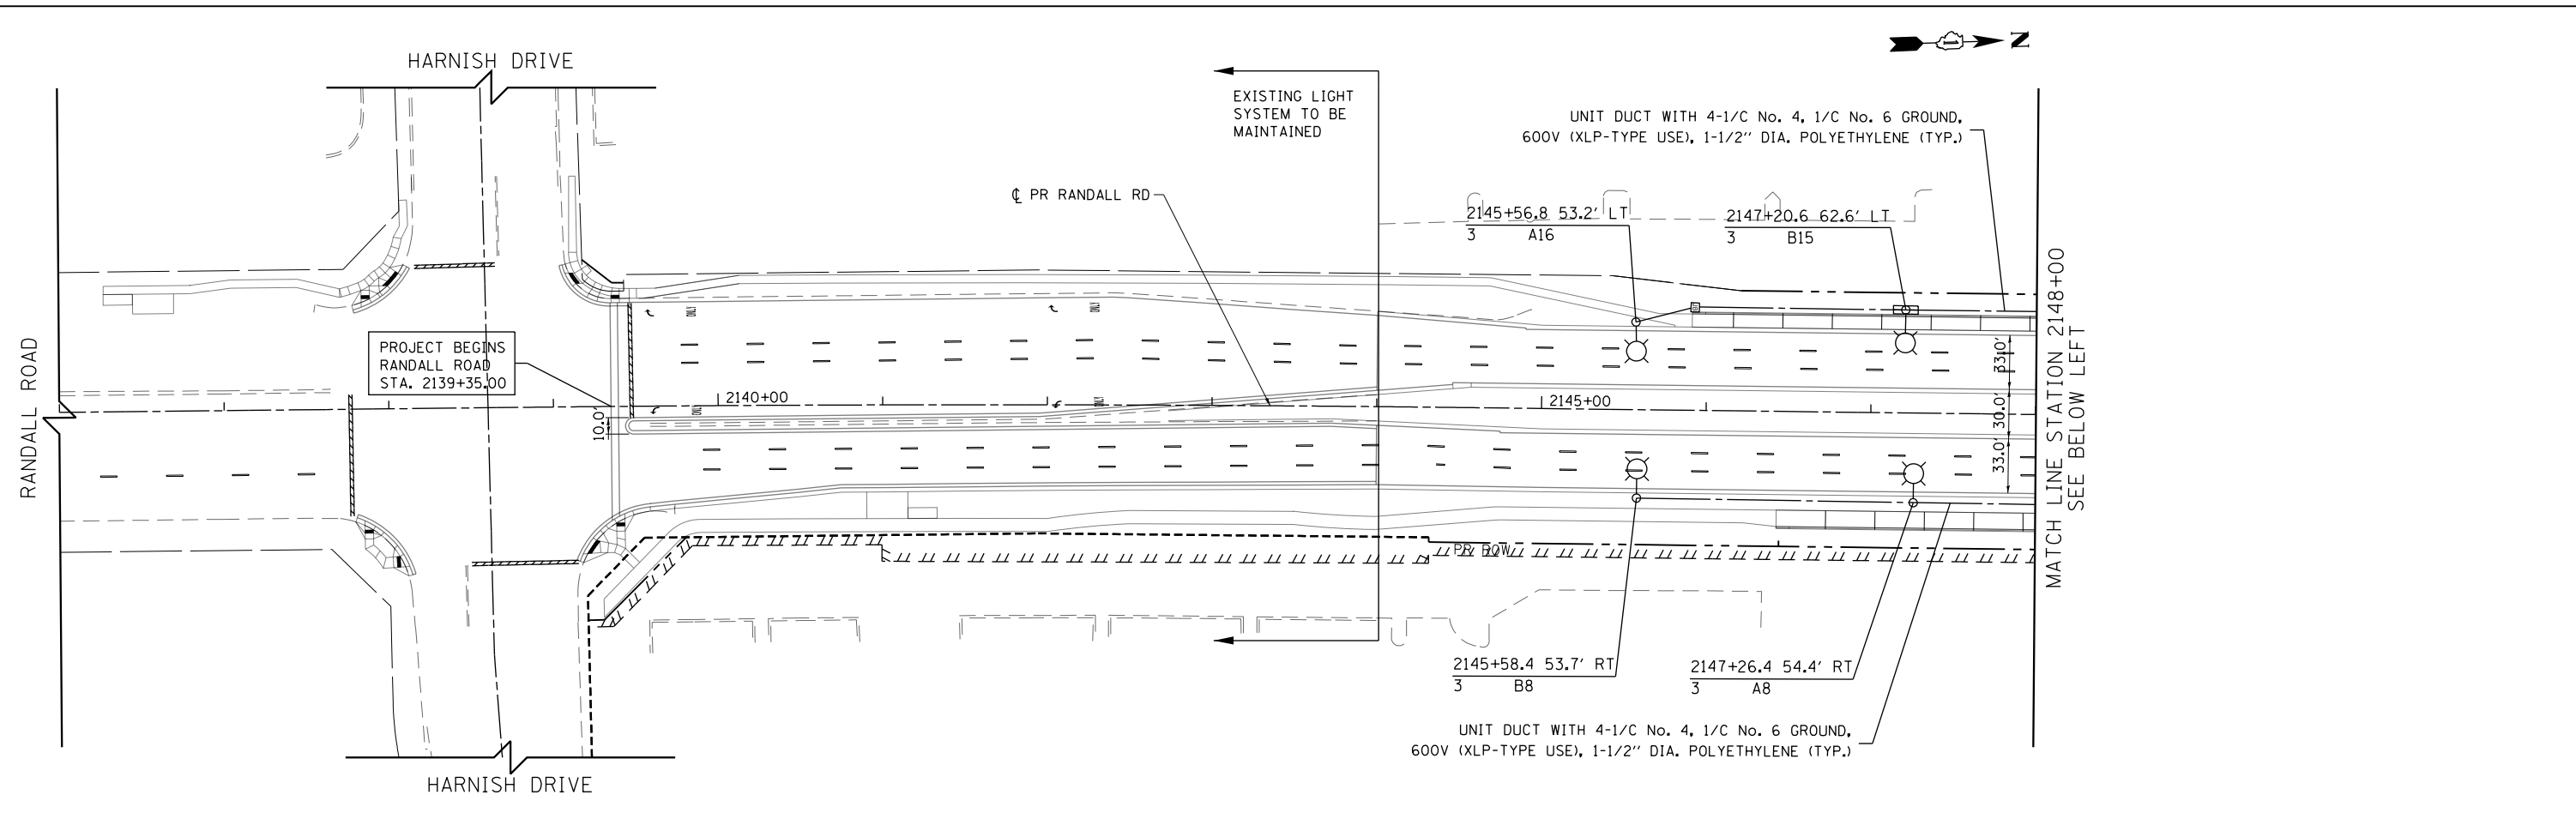 HARNISH DRIVE
N
EXISTING LIGHT
SYSTEM TO BE
MAINTAINED
UNIT DUCT WITH 4-1/C No. 4, 1/C No. 6 GROUND,
600V (XLP-TYPE USE), 1-1/2'' DIA. POLYETHYLENE (TYP.)
℄ PR RANDALL RD
2145+56.8 53.2' LT
3 A16
2147+20.6 62.6' LT
3 B15
ONLY
ONLY
RANDALL ROAD
PROJECT BEGINS
RANDALL ROAD
STA. 2139+35.00
10.0'
2140+00
ONLY
ONLY
2145+00
33.0'
30.0'
33.0'
MATCH LINE STATION 2148+00
SEE BELOW LEFT
PR ROW
2145+58.4 53.7' RT
3 B8
2147+26.4 54.4' RT
3 A8
UNIT DUCT WITH 4-1/C No. 4, 1/C No. 6 GROUND,
600V (XLP-TYPE USE), 1-1/2'' DIA. POLYETHYLENE (TYP.)
HARNISH DRIVE